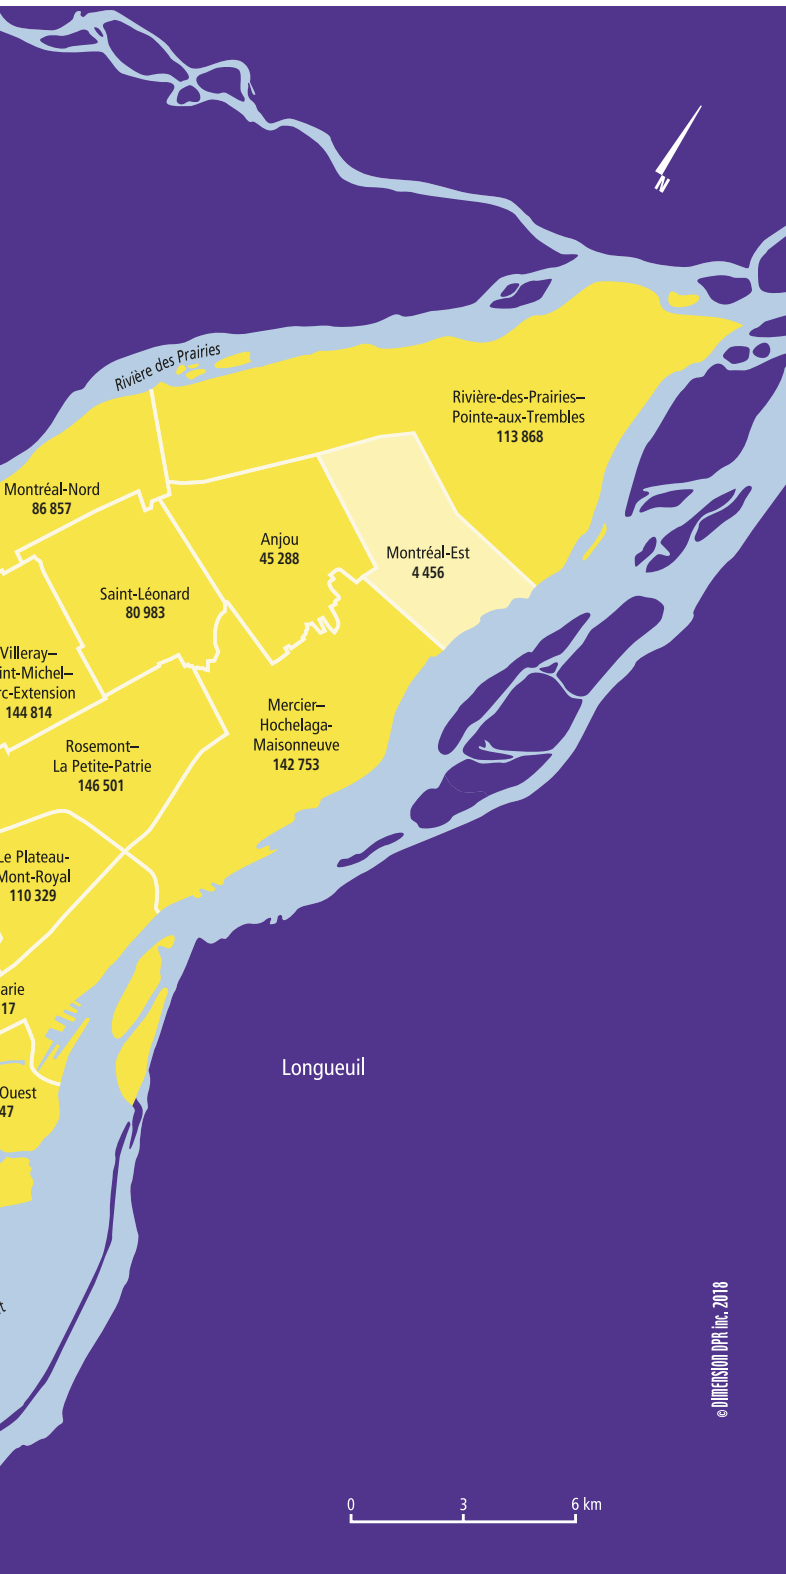 N
Rivière des Prairies
Rivière-des-Prairies–
Pointe-aux-Trembles
113 868
Montréal-Nord
86 857
Anjou
45 288
Montréal-Est
4 456
Saint-Léonard
80 983
Villeray–
int-Michel–
rc-Extension
144 814
Mercier–
Hochelaga-
Maisonneuve
142 753
Rosemont–
La Petite-Patrie
146 501
Le Plateau-
Mont-Royal
110 329
arie
17
Longueuil
Ouest
47
t
© DIMENSION DPR inc. 2018
0 3 6 km